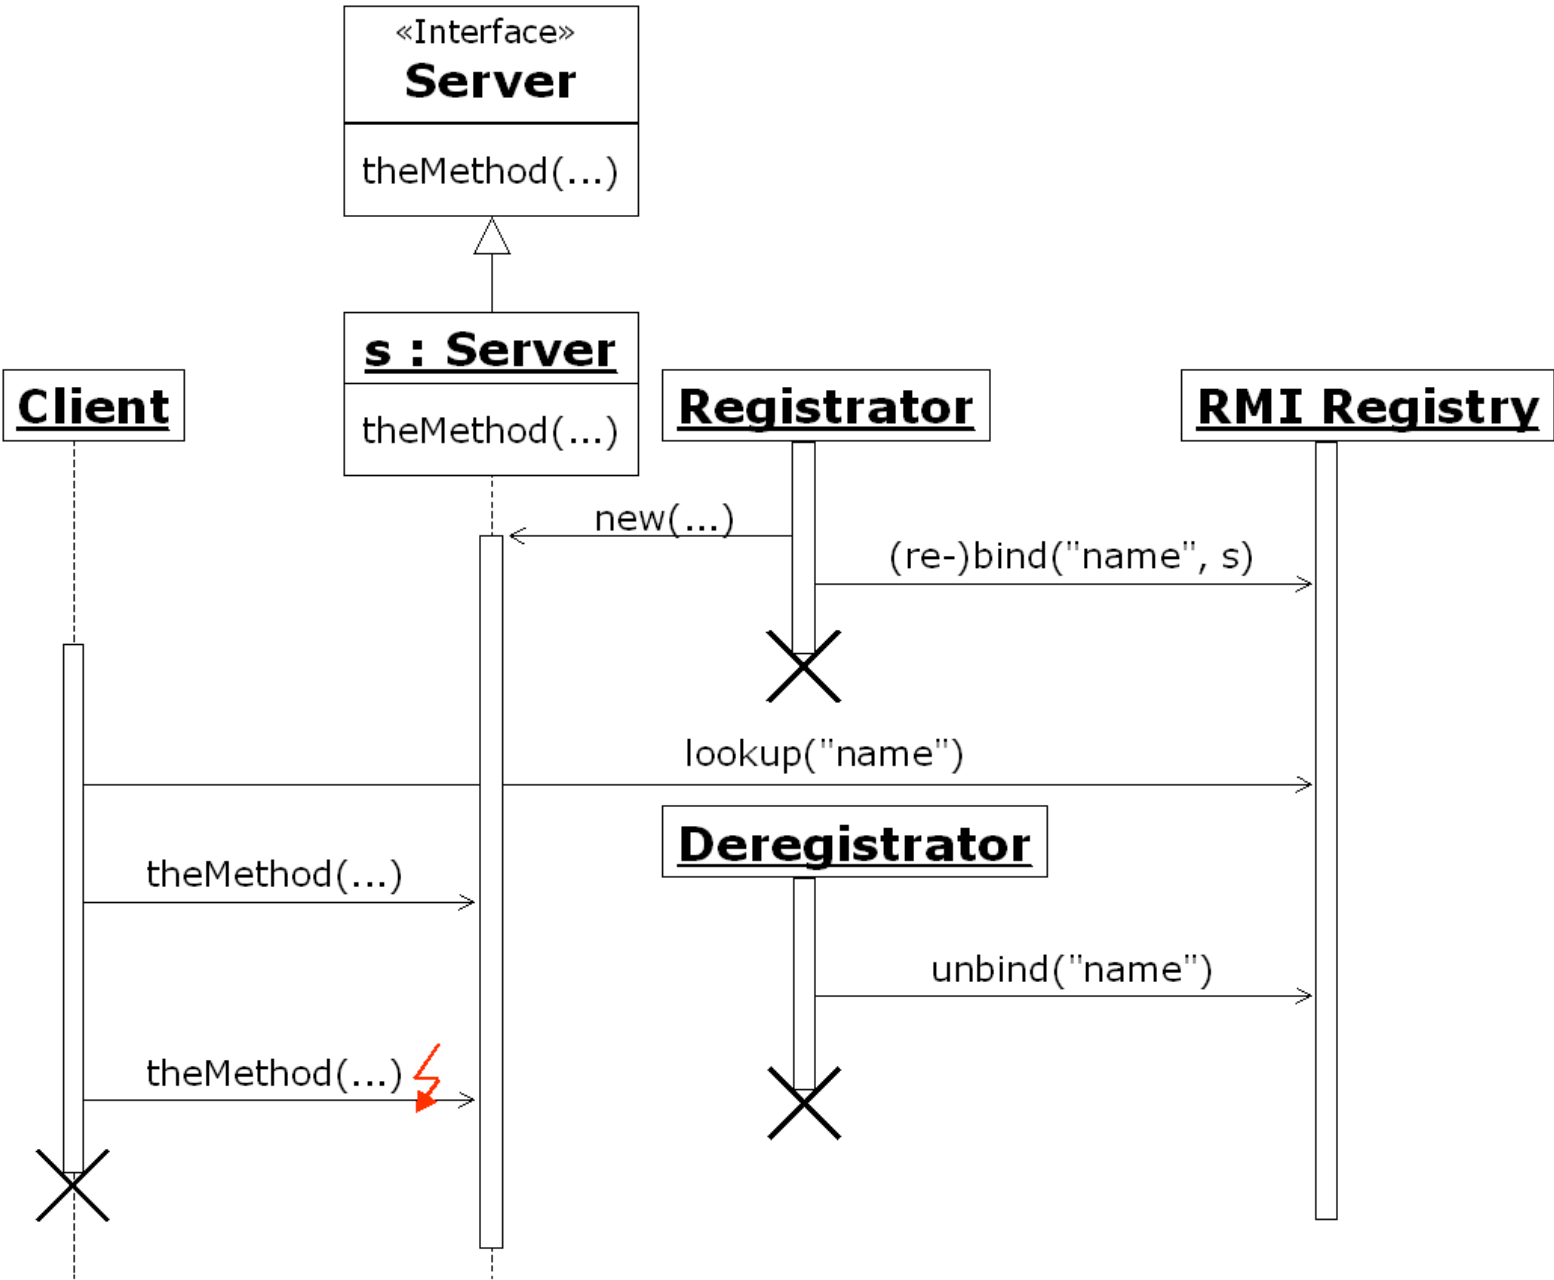 «Interface»
Server
theMethod(...)
s : Server
theMethod(...)
Client
Registrator
RMI Registry
new(...)
(re-)bind("name", s)
lookup("name")
Deregistrator
theMethod(...)
unbind("name")
theMethod(...)